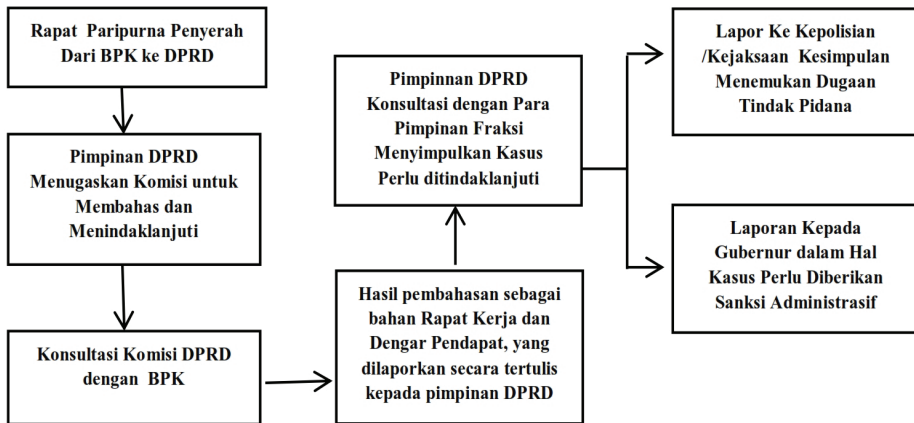 Rapat Paripurna Penyerah
Dari BPK ke DPRD
Pimpinan DPRD
Menugaskan Komisi untuk
Membahas dan
Menindaklanjuti
Konsultasi Komisi DPRD
dengan BPK
Hasil pembahasan sebagai
bahan Rapat Kerja dan
Dengar Pendapat, yang
dilaporkan secara tertulis
kepada pimpinan DPRD
Pimpinnan DPRD
Konsultasi dengan Para
Pimpinan Fraksi
Menyimpulkan Kasus
Perlu ditindaklanjuti
Lapor Ke Kepolisian
/Kejaksaan Kesimpulan
Menemukan Dugaan
Tindak Pidana
Laporan Kepada
Gubernur dalam Hal
Kasus Perlu Diberikan
Sanksi Administrasif